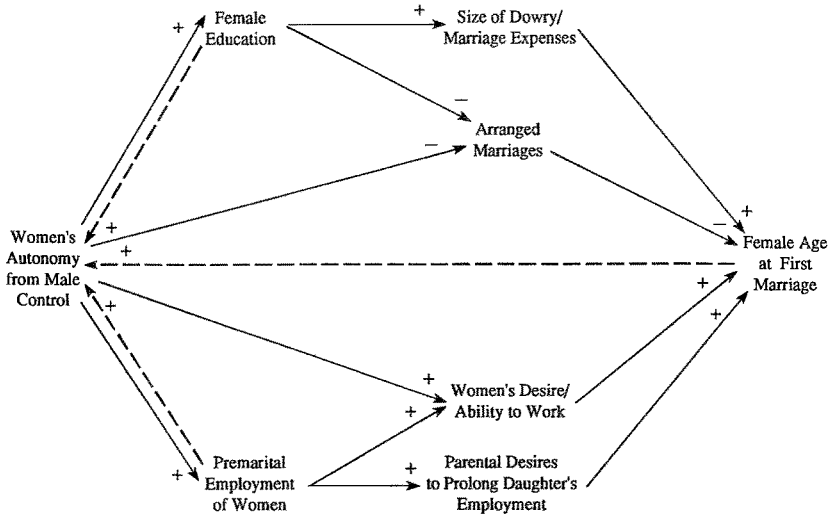 +
Female
Education
+
Size of Dowry/
Marriage Expenses
−
Arranged
Marriages
−
+
+
Women's
Autonomy
from Male
Control
+
−
Female Age
at First
Marriage
+
+
+
+
Women's Desire/
Ability to Work
+
+
Premarital
Employment
of Women
+
Parental Desires
to Prolong Daughter's
Employment